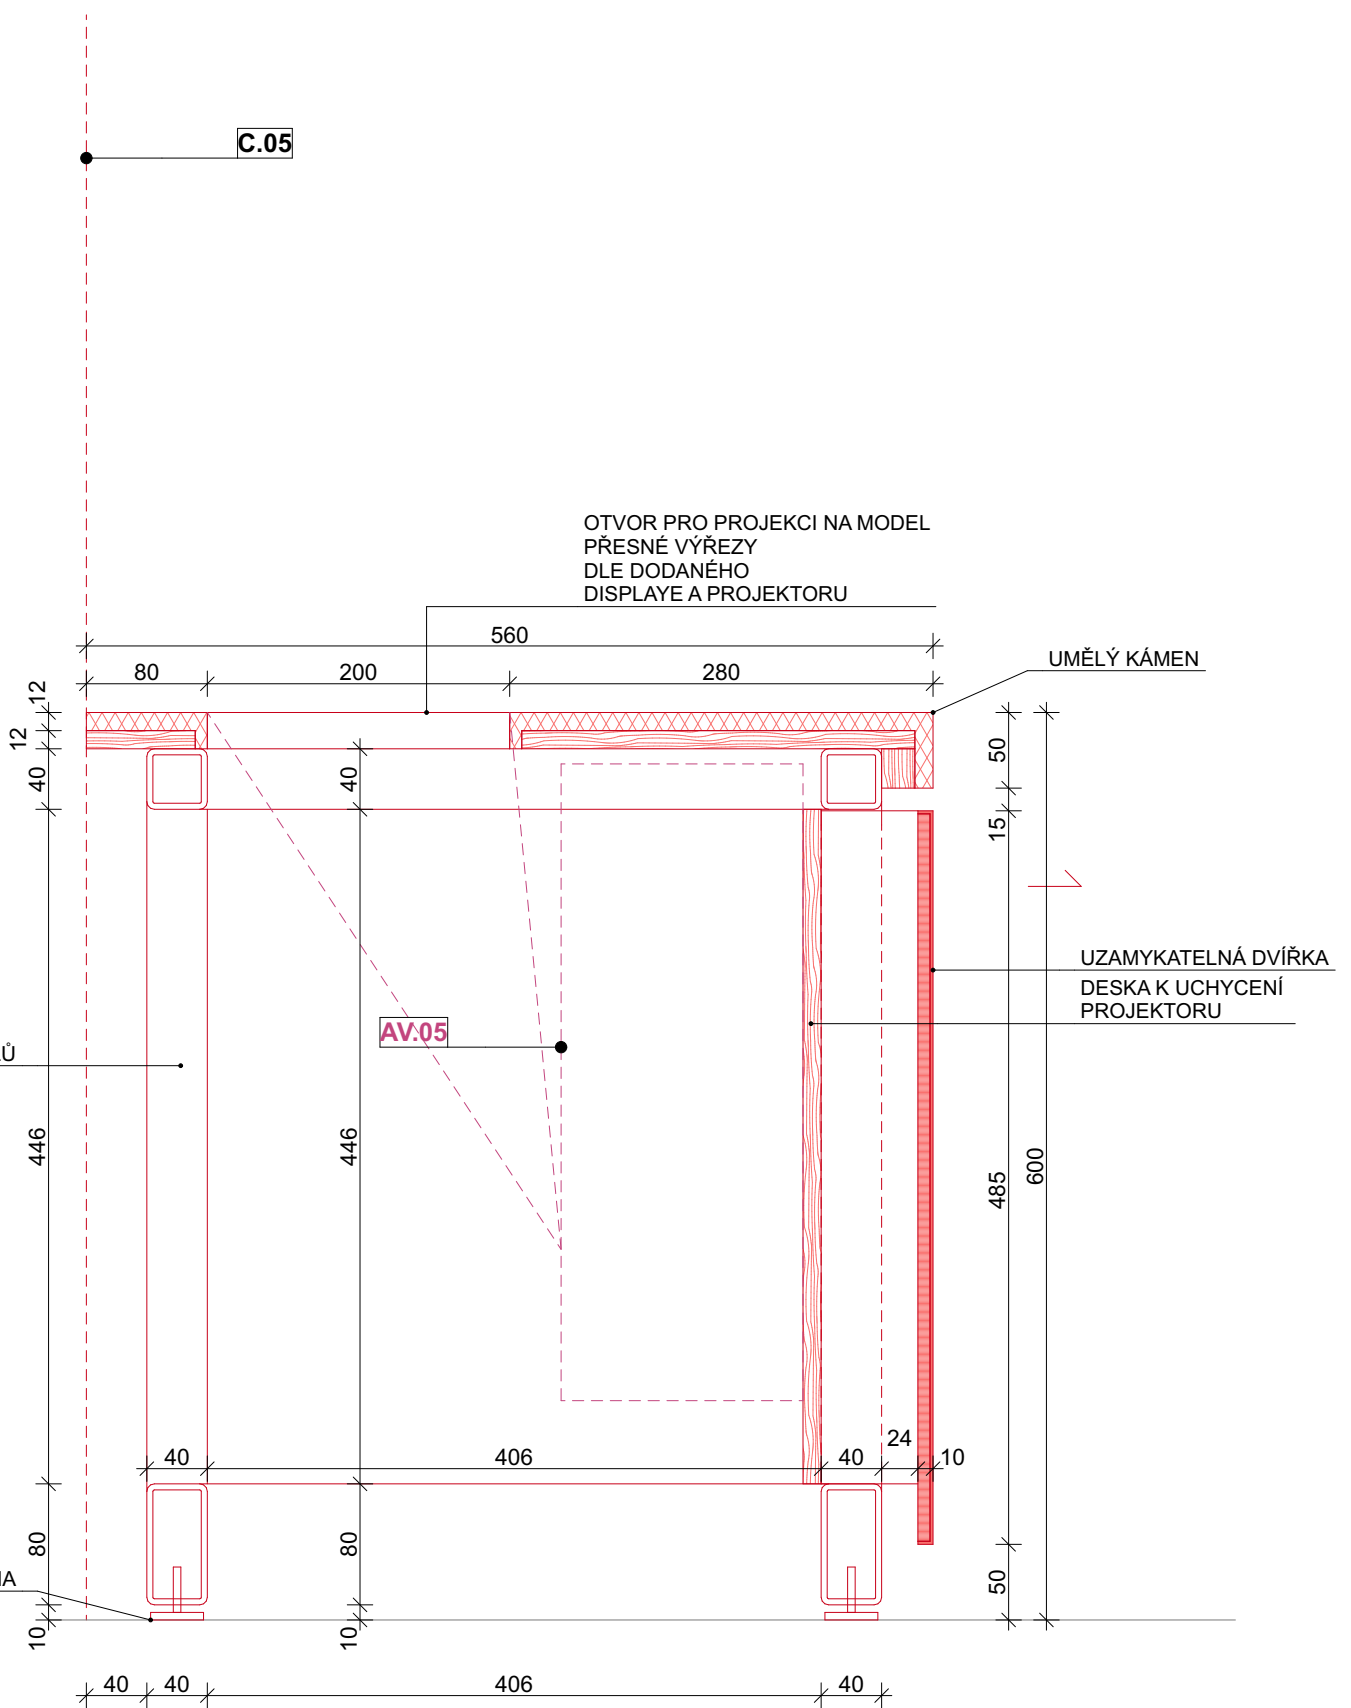 C.05
OTVOR PRO PROJEKCI NA MODEL
PŘESNÉ VÝŘEZY
DLE DODANÉHO
DISPLAYE A PROJEKTORU
560
UMĚLÝ KÁMEN
80 200 280
12
12
40
40
50
15
UZAMYKATELNÁ DVÍŘKA
DESKA K UCHYCENÍ
PROJEKTORU
AV.05
446
446
485
600
40 406 40 24 10
80
80
50
10
10
40 40 406 40